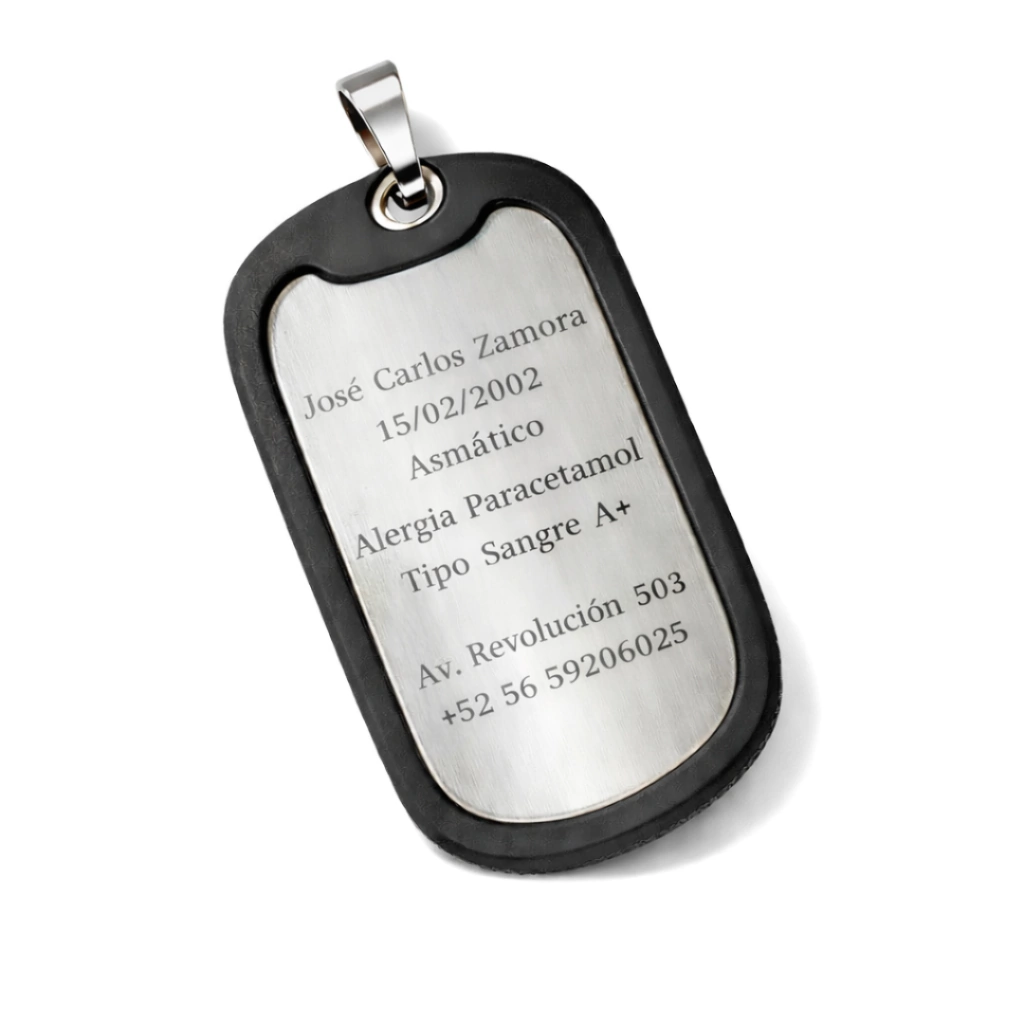 José Carlos Zamora
15/02/2002
Asmático
Alergia Paracetamol
Tipo Sangre A+
Av. Revolución 503
+52 56 59206025